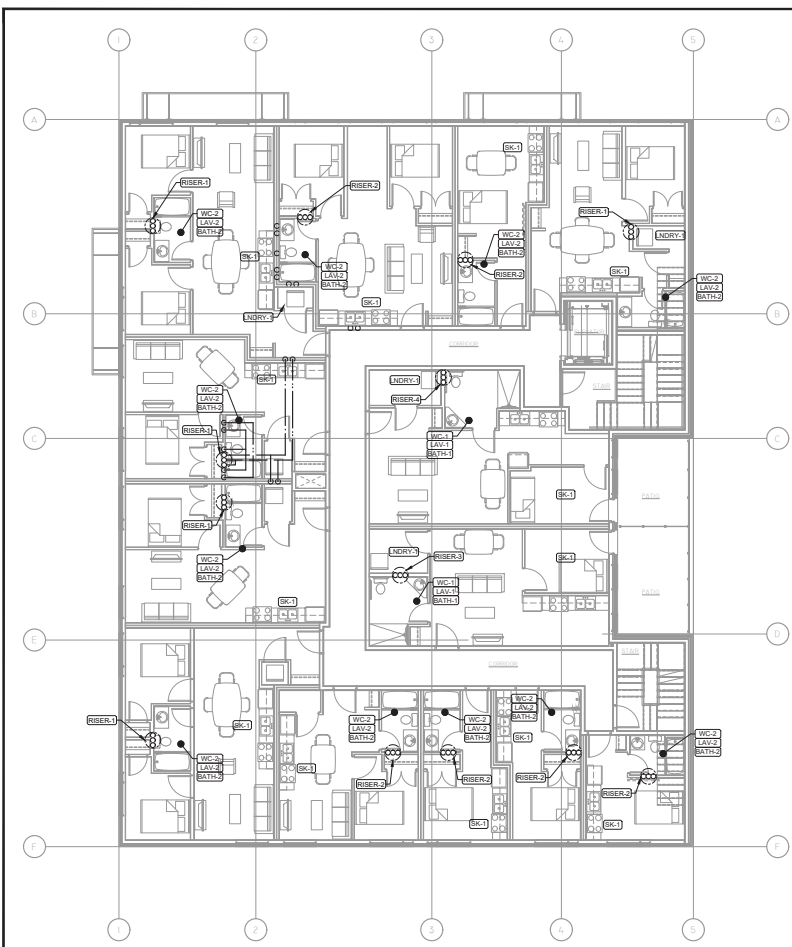 1 2 3 4 5
A A
SK-1
RISER-1 RISER-2
WC-2 RISER-1
LAV-2 LNDRY-1
BATH-2
WC-2
LAV-2
BATH-2
SK-1 WC-2
LAV-2
BATH-2
RISER-2
SK-1 WC-2
LAV-2
BATH-2
SK-1
LNDRY-1
B B
CORRIDOR
SK-1 LNDRY-1
RISER-4
STAIR
WC-2
LAV-2
BATH-2
RISER-1
WC-1
LAV-1
BATH-1
C C
SK-1 PATIO
RISER-1
LNDRY-1 RISER-3 SK-1
WC-2
LAV-2
BATH-2
WC-1
LAV-1
BATH-1
PATIO
SK-1
E D
CORRIDOR STAIR
RISER-1 SK-1
WC-2
LAV-2
BATH-2
WC-2
LAV-2
BATH-2
WC-2
LAV-2
BATH-2
SK-1
WC-2
LAV-2
BATH-2
WC-2
LAV-2
BATH-2
SK-1
RISER-2 RISER-2 RISER-2 RISER-2
SK-1 SK-1
F F
1 2 3 4 5